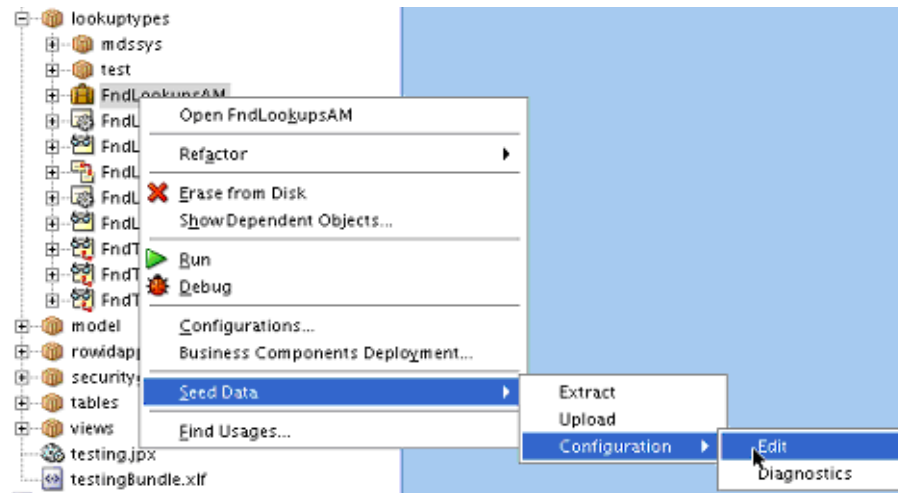 lookuptypes
mdssys
test
FndLookupsAM
FndL
FndL
FndL
FndL
FndL
FndT
FndT
FndT
model
rowidap
security
tables
views
testing.jpx
testingBundle.xlf
Open FndLookupsAM
Refactor
Erase from Disk
Show Dependent Objects...
Run
Debug
Configurations...
Business Components Deployment...
Seed Data
Find Usages...
Extract
Upload
Configuration
Edit
Diagnostics